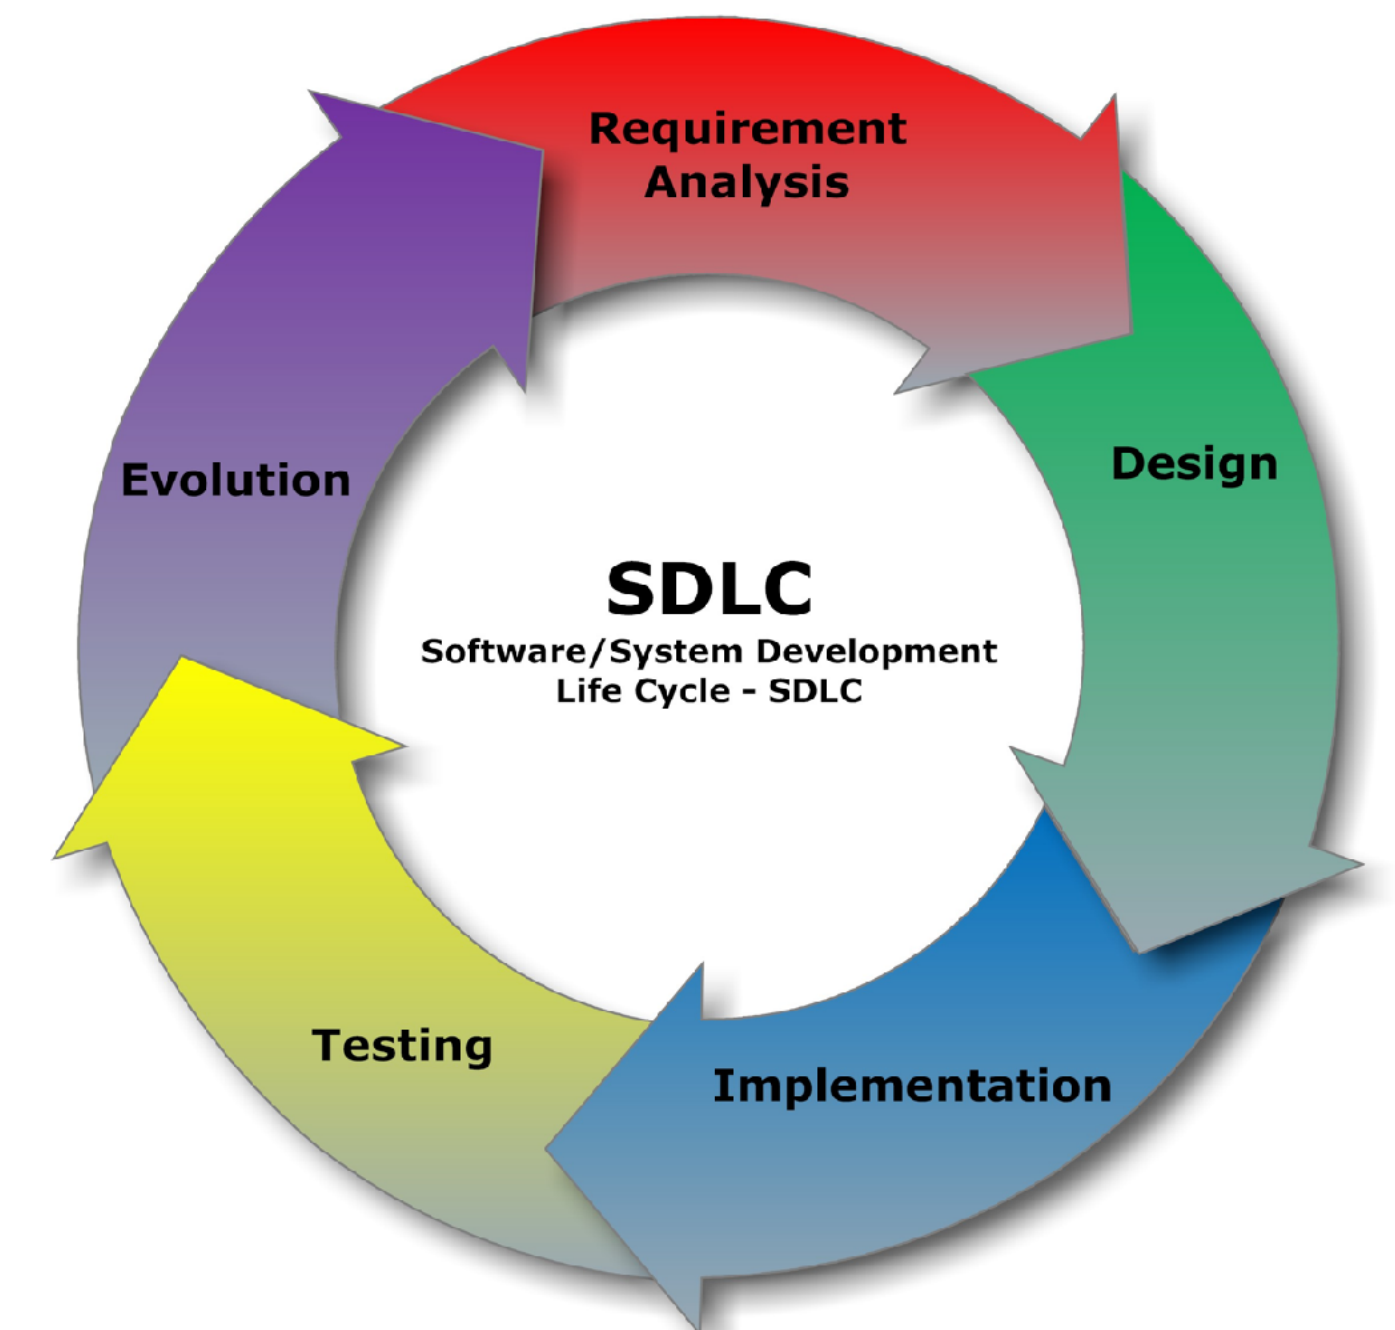 Requirement
Analysis
Design
Evolution
SDLC
Software/System Development
Life Cycle - SDLC
Testing
Implementation